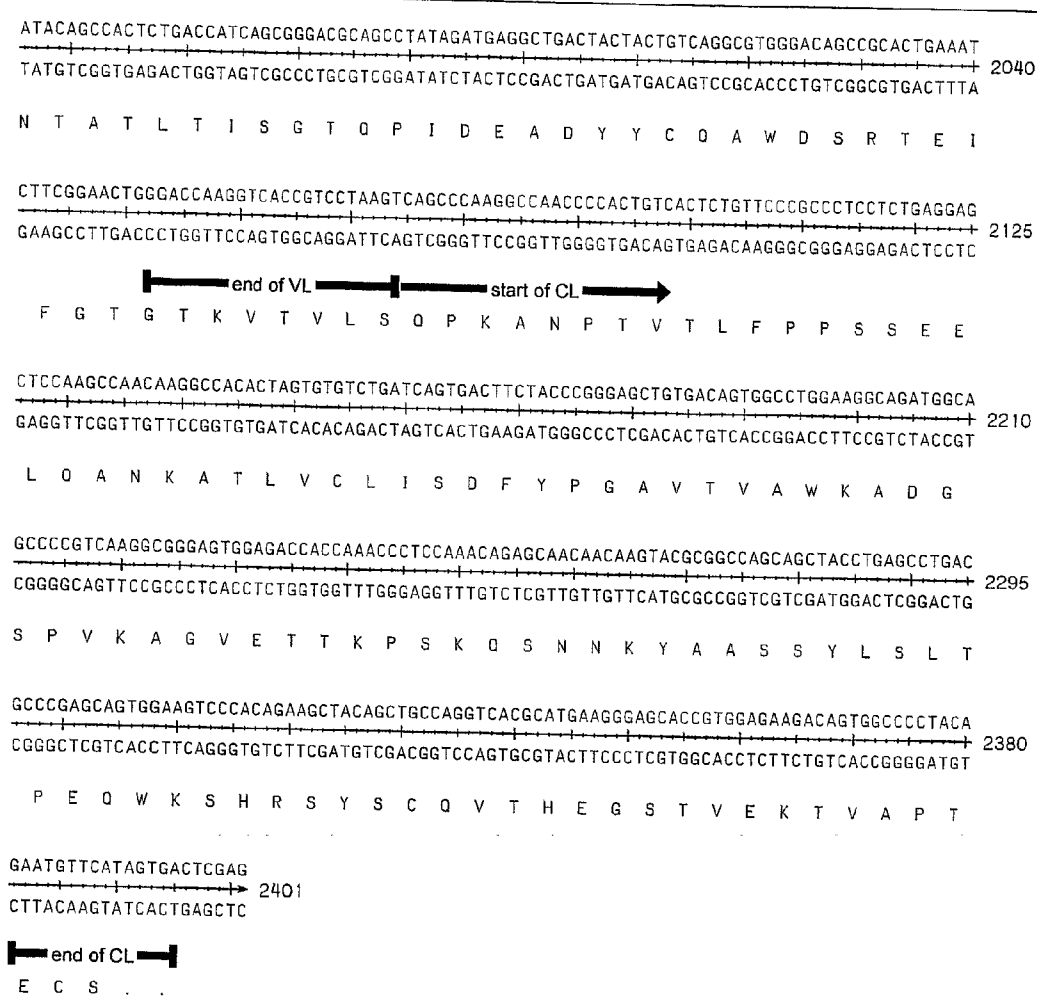 ATACAGCCACTCTGACCATCAGCGGGACGCAGCCTATAGATGAGGCTGACTACTACTGTCAGGCGTGGGACAGCCGCACTGAAAT
2040
TATGTCGGTGAGACTGGTAGTCGCCCTGCGTCGGATATCTACTCCGACTGATGATGACAGTCCGCACCCTGTCGGCGTGACTTTA
N T A T L T I S G T Q P I D E A D Y Y C Q A W D S R T E I
CTTCGGAACTGGGACCAAGGTCACCGTCCTAAGTCAGCCCAAGGCCAACCCCACTGTCACTCTGTTCCCGCCCTCCTCTGAGGAG
2125
GAAGCCTTGACCCTGGTTCCAGTGGCAGGATTCAGTCGGGTTCCGGTTGGGGTGACAGTGAGACAAGGGCGGGAGGAGACTCCTC
end of VL start of CL
F G T G T K V T V L S Q P K A N P T V T L F P P S S E E
CTCCAAGCCAACAAGGCCACACTAGTGTGTCTGATCAGTGACTTCTACCCGGGAGCTGTGACAGTGGCCTGGAAGGCAGATGGCA
2210
GAGGTTCGGTTGTTCCGGTGTGATCACACAGACTAGTCACTGAAGATGGGCCCTCGACACTGTCACCGGACCTTCCGTCTACCGT
L Q A N K A T L V C L I S D F Y P G A V T V A W K A D G
GCCCCGTCAAGGCGGGAGTGGAGACCACCAAACCCTCCAAACAGAGCAACAACAAGTACGCGGCCAGCAGCTACCTGAGCCTGAC
2295
CGGGGCAGTTCCGCCCTCACCTCTGGTGGTTTGGGAGGTTTGTCTCGTTGTTGTTCATGCGCCGGTCGTCGATGGACTCGGACTG
S P V K A G V E T T K P S K Q S N N K Y A A S S Y L S L T
GCCCGAGCAGTGGAAGTCCCACAGAAGCTACAGCTGCCAGGTCACGCATGAAGGGAGCACCGTGGAGAAGACAGTGGCCCCTACA
2380
CGGGCTCGTCACCTTCAGGGTGTCTTCGATGTCGACGGTCCAGTGCGTACTTCCCTCGTGGCACCTCTTCTGTCACCGGGGATGT
P E Q W K S H R S Y S C Q V T H E G S T V E K T V A P T
GAATGTTCATAGTGACTCGAG
2401
CTTACAAGTATCACTGAGCTC
end of CL
E C S . .